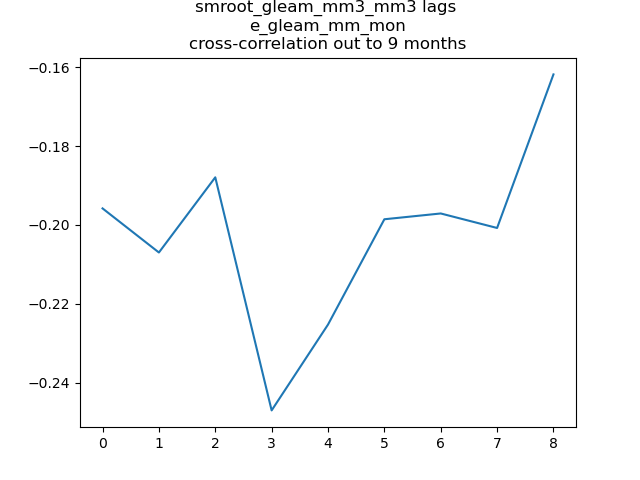 smroot_gleam_mm3_mm3 lags
e_gleam_mm_mon
cross-correlation out to 9 months
−0.16
−0.18
−0.20
−0.22
−0.24
0 1 2 3 4 5 6 7 8